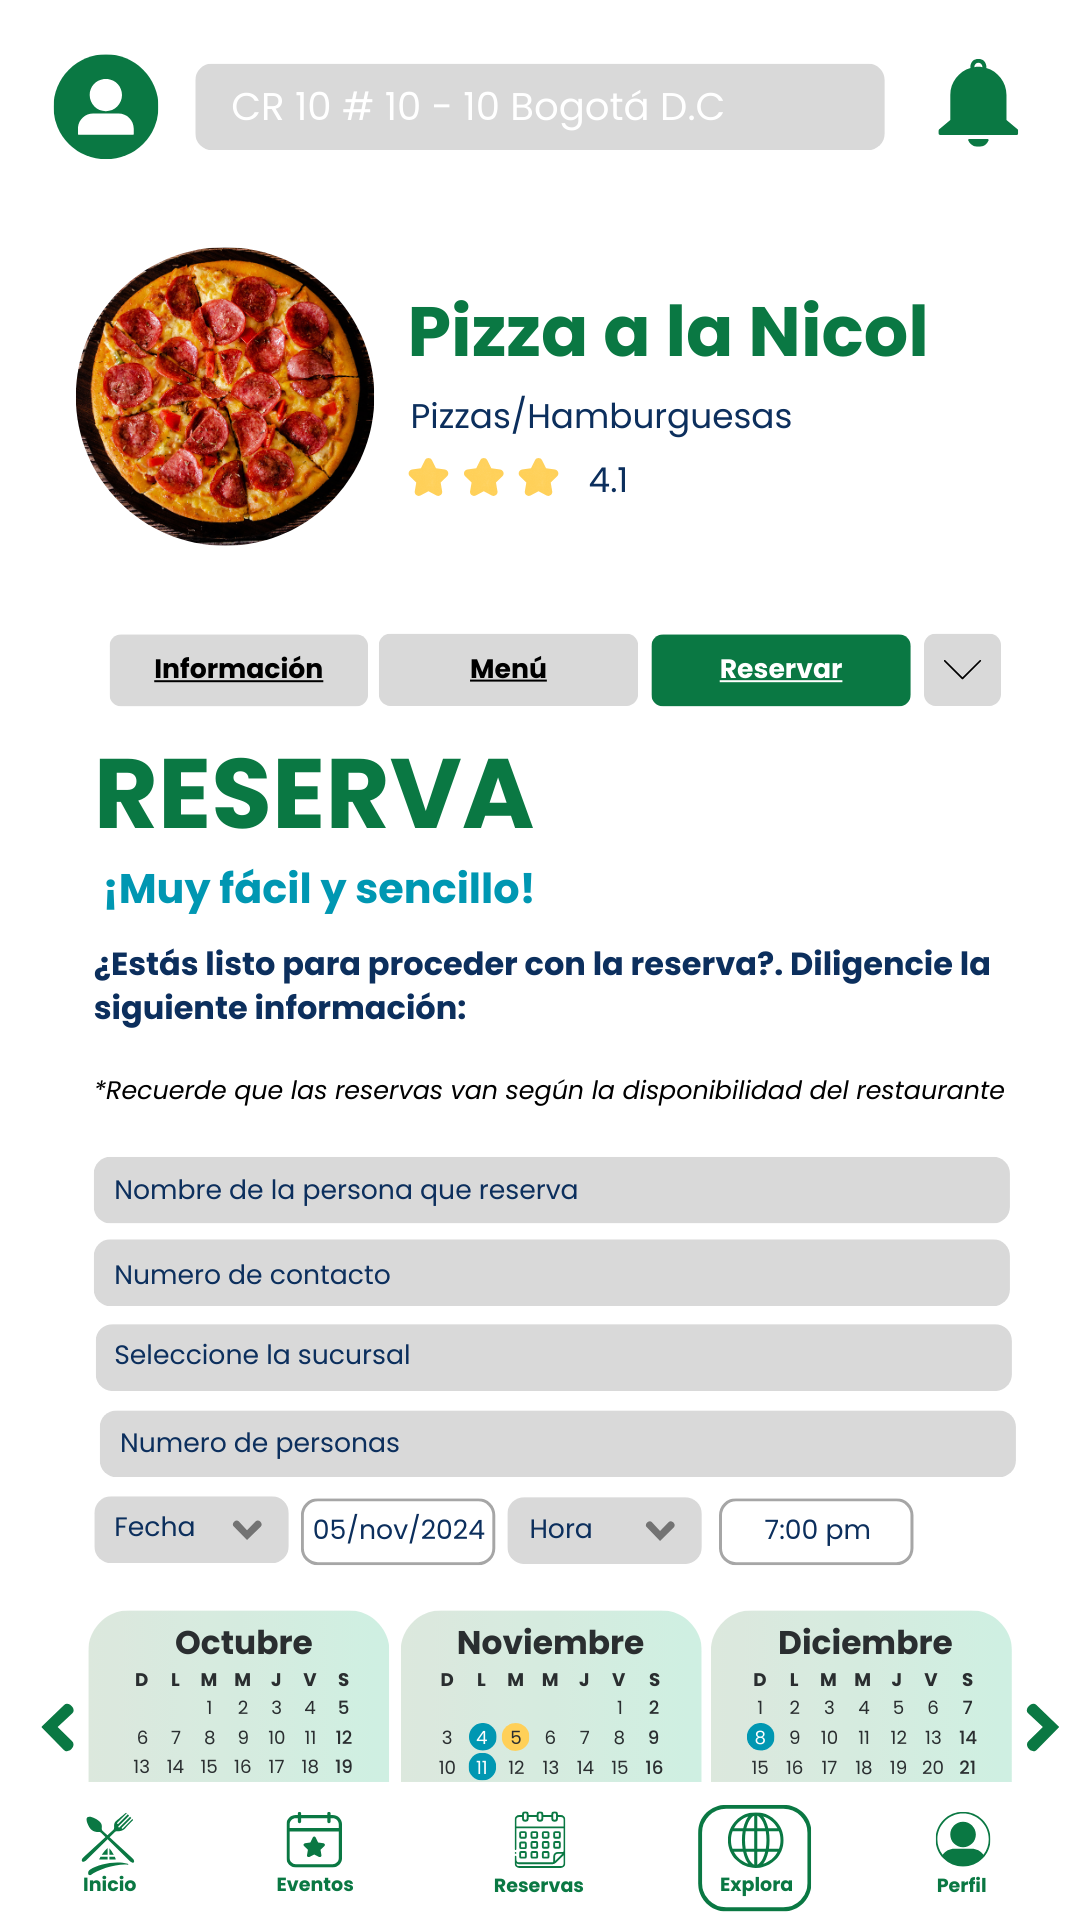 CR 10 # 10 - 10 Bogotá D.C
Pizza a la Nicol
Pizzas/Hamburguesas
4.1
Información Menú Reservar
RESERVA
¡Muy fácil y sencillo!
¿Estás listo para proceder con la reserva?. Diligencie la
siguiente información:
*Recuerde que las reservas van según la disponibilidad del restaurante
Nombre de la persona que reserva
Numero de contacto
Seleccione la sucursal
Numero de personas
Fecha 05/nov/2024 Hora 7:00 pm
Octubre
D L M M J V S
1 2 3 4 5
6 7 8 9 10 11 12
13 14 15 16 17 18 19
Noviembre
D L M M J V S
1 2
3 4 5 6 7 8 9
10 11 12 13 14 15 16
Diciembre
D L M M J V S
1 2 3 4 5 6 7
8 9 10 11 12 13 14
15 16 17 18 19 20 21
Inicio Eventos Reservas Explora Perfil